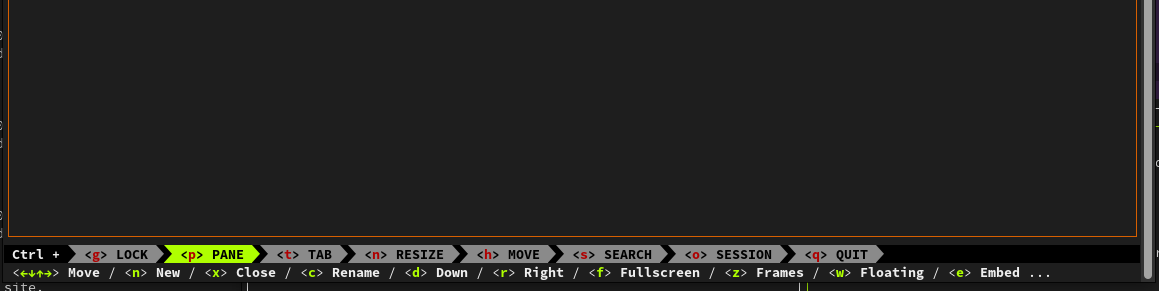 Ctrl + <g> LOCK <p> PANE <t> TAB <n> RESIZE <h> MOVE <s> SEARCH <o> SESSION <q> QUIT
<←↓↑→> Move / <n> New / <x> Close / <c> Rename / <d> Down / <r> Right / <f> Fullscreen / <z> Frames / <w> Floating / <e> Embed ...
site.